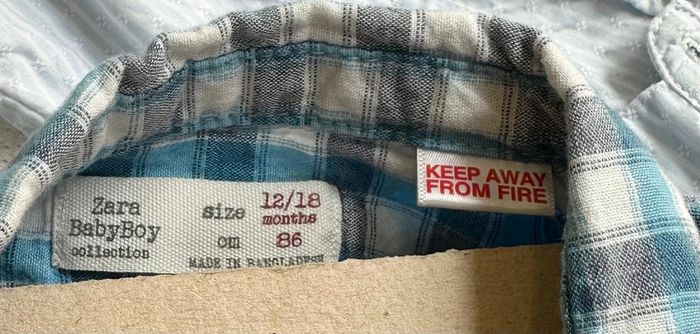 Zara
BabyBoy
collection
size 12/18
months
cm 86
MADE IN BANGLADESH
KEEP AWAY
FROM FIRE